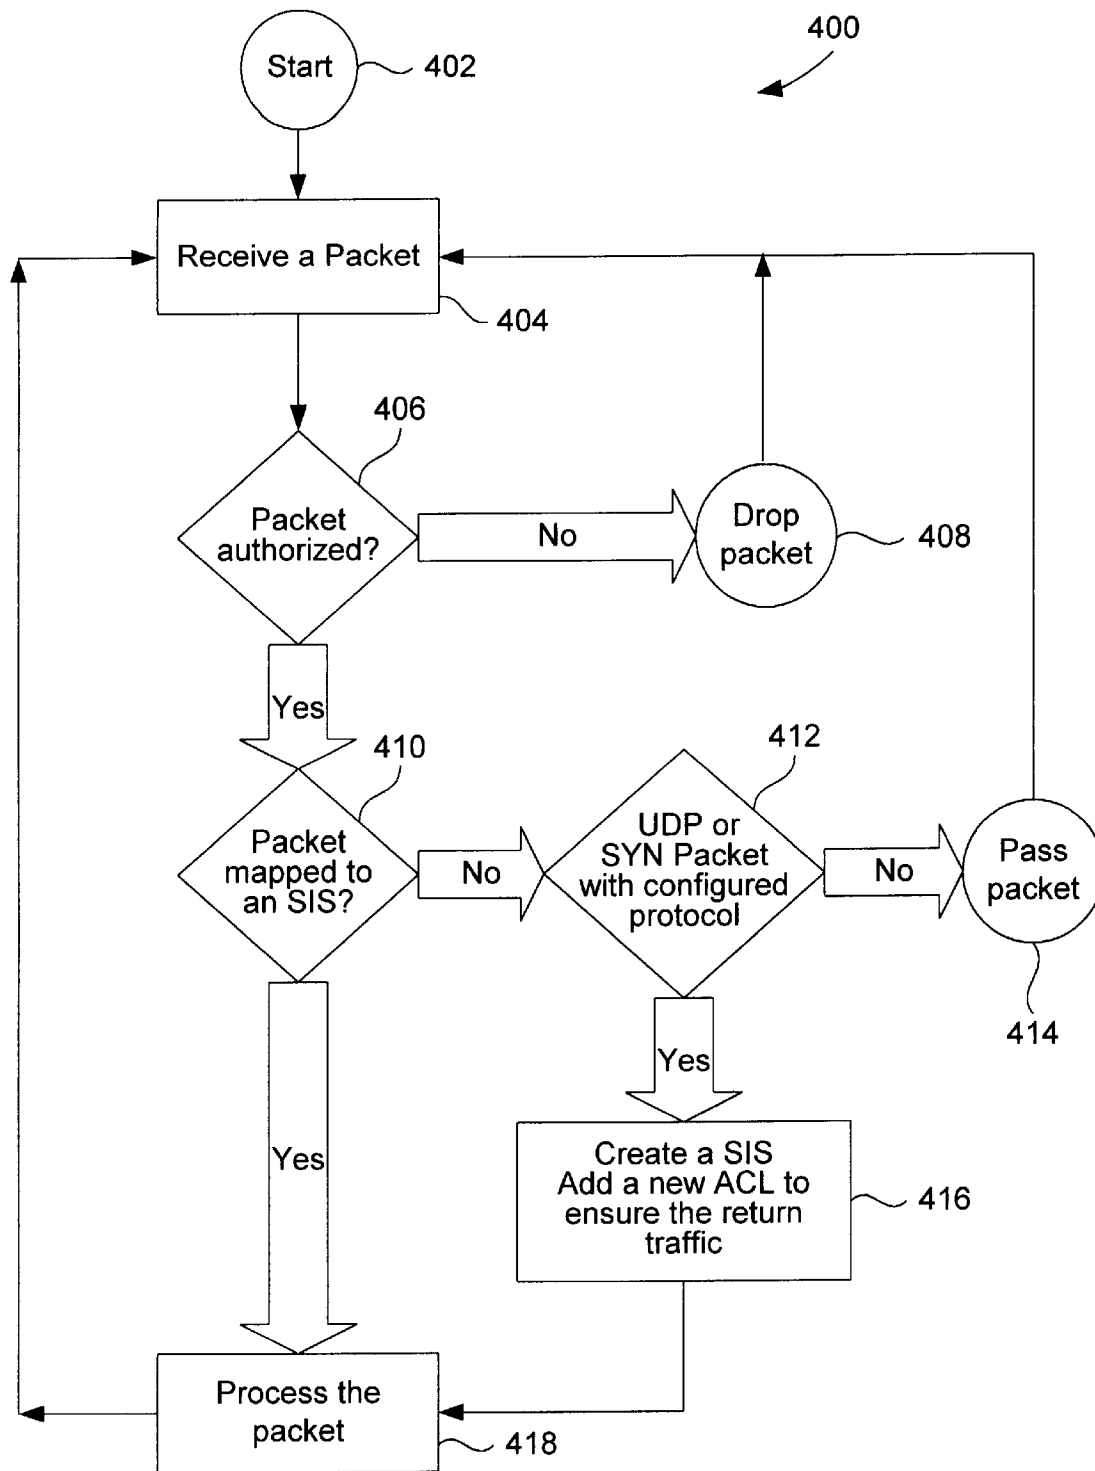 400
Start
402
Receive a Packet
404
406
Packet
authorized?
No
Drop
packet
408
Yes
410
412
Packet
mapped to
an SIS?
No
UDP or
SYN Packet
with configured
protocol
No
Pass
packet
414
Yes
Yes
Create a SIS
Add a new ACL to
ensure the return
traffic
416
Process the
packet
418